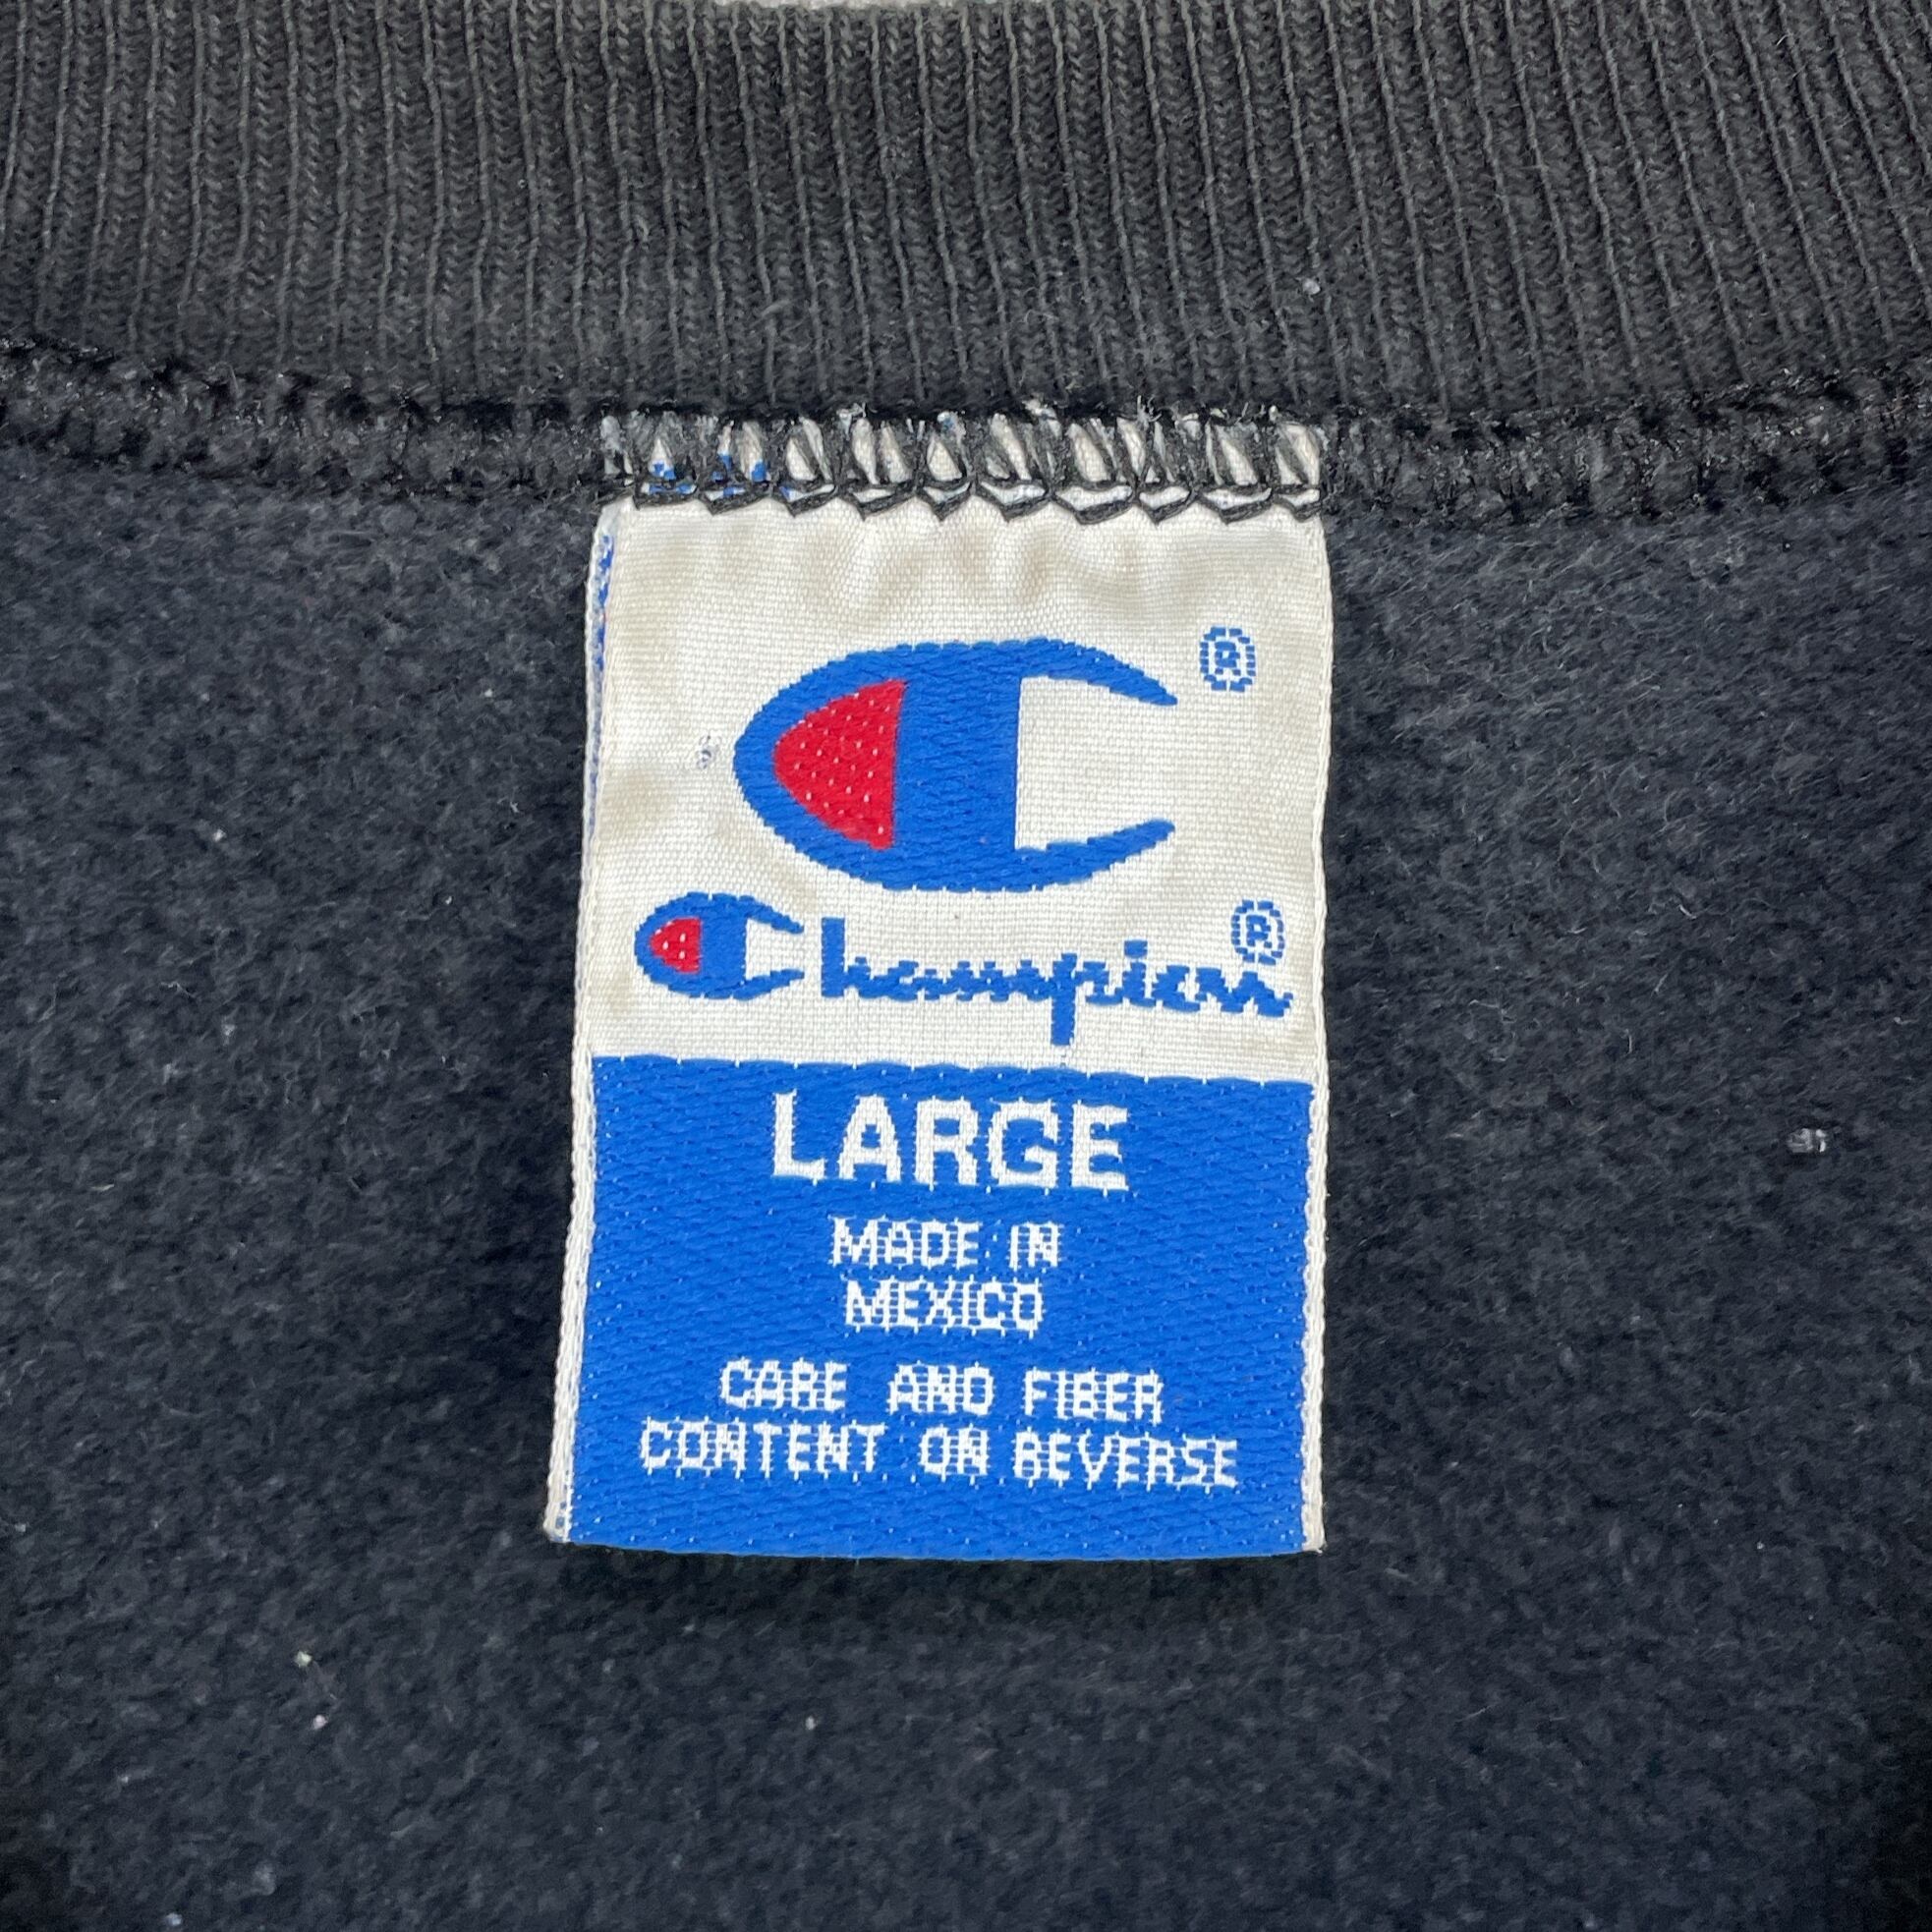 ®
Champion®
LARGE
MADE IN
MEXICO
CARE AND FIBER
CONTENT ON REVERSE